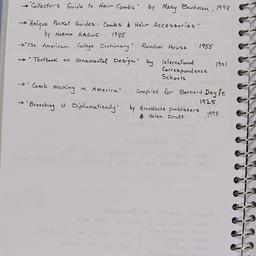 → "Collector's Guide to Hair Combs" by Mary Bachman, 1998
→ "Antique Pocket Guides: Combs & Hair Accessories"
by Norma HAGUE 1985
→ "The American College Dictionary" Random House 1955
→ "Textbook on Ornamental Design" by International 1901
Correspondence
Schools
→ "Comb making in America" compiled for Bernard Doyle
1925
→ "Brooching it Diplomatically" by Arnoldsche publishers
& Helen Drutt 1998